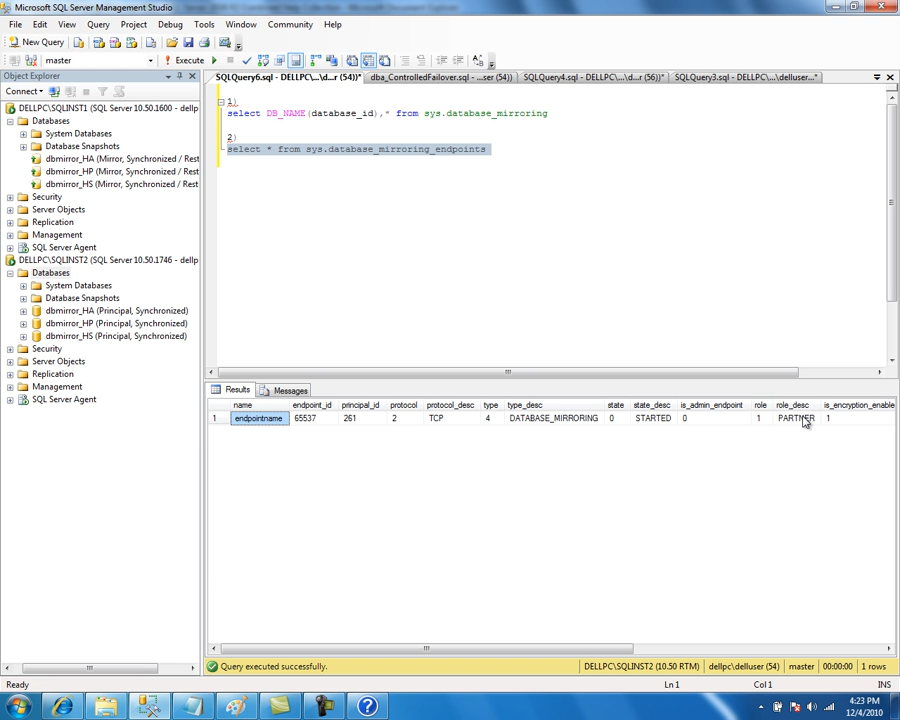 Microsoft SQL Server Management Studio
File Edit View Query Project Debug Tools Window Community Help
New Query
master Execute
Object Explorer
Connect
DELLPC\SQLINST1 (SQL Server 10.50.1600 - dellp
Databases
System Databases
Database Snapshots
dbmirror_HA (Mirror, Synchronized / Rest
dbmirror_HP (Mirror, Synchronized / Rest
dbmirror_HS (Mirror, Synchronized / Rest
Security
Server Objects
Replication
Management
SQL Server Agent
DELLPC\SQLINST2 (SQL Server 10.50.1746 - dellp
Databases
System Databases
Database Snapshots
dbmirror_HA (Principal, Synchronized)
dbmirror_HP (Principal, Synchronized)
dbmirror_HS (Principal, Synchronized)
Security
Server Objects
Replication
Management
SQL Server Agent
SQLQuery6.sql - DELLPC\...\d...r (54))* dba_ControlledFailover.sql - ...ser (54)) SQLQuery4.sql - DELLPC\...\d...r (56))* SQLQuery3.sql - DELLPC\...\delluser...*
1)
select DB_NAME(database_id),* from sys.database_mirroring
2)
select * from sys.database_mirroring_endpoints
Results Messages
name endpoint_id principal_id protocol protocol_desc type type_desc state state_desc is_admin_endpoint role role_desc is_encryption_enable
1 endpointname 65537 261 2 TCP 4 DATABASE_MIRRORING 0 STARTED 0 1 PARTNER 1
Query executed successfully. DELLPC\SQLINST2 (10.50 RTM) dellpc\delluser (54) master 00:00:00 1 rows
Ready Ln 1 Col 1 INS
4:23 PM
12/4/2010